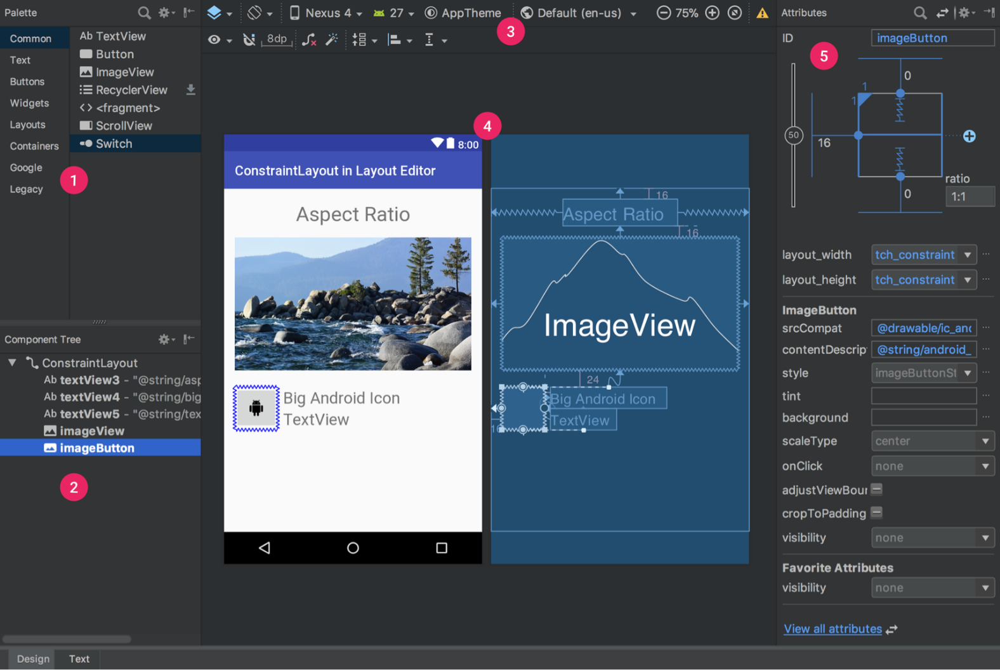 Palette
Common
Text
Buttons
Widgets
Layouts
Containers
Google
Legacy
Ab TextView
Button
ImageView
RecyclerView
<> <fragment>
ScrollView
Switch
1
Component Tree
ConstraintLayout
Ab textView3 - "@string/asp
Ab textView4 - "@string/big
Ab textView5 - "@string/tex
imageView
imageButton
2
Design
Text
Nexus 4
27
AppTheme
Default (en-us)
75%
8dp
3
4
8:00
ConstraintLayout in Layout Editor
Aspect Ratio
Big Android Icon
TextView
16
Aspect Ratio
16
ImageView
24
Big Android Icon
TextView
Attributes
ID
imageButton
5
0
1
1
50
16
0
ratio
1:1
layout_width
tch_constraint
layout_height
tch_constraint
ImageButton
srcCompat
@drawable/ic_and
contentDescrip
@string/android_
style
imageButtonSt
tint
background
scaleType
center
onClick
none
adjustViewBour
cropToPadding
visibility
none
Favorite Attributes
visibility
none
View all attributes